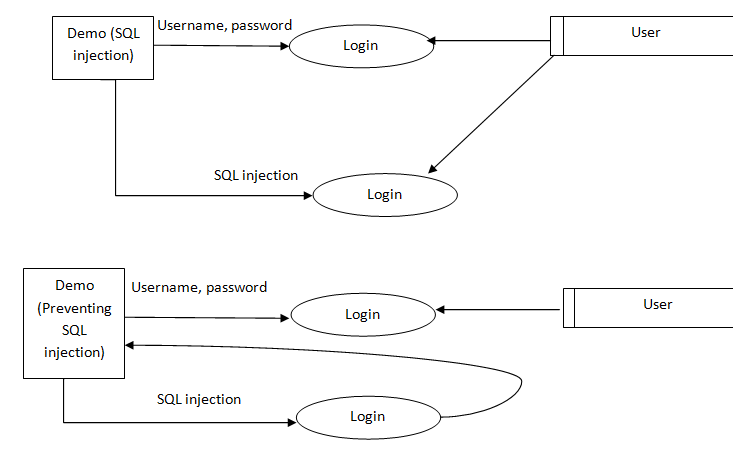 Demo (SQL
injection)
Username, password
Login
User
SQL injection
Login
Demo
(Preventing
SQL
injection)
Username, password
Login
User
SQL injection
Login